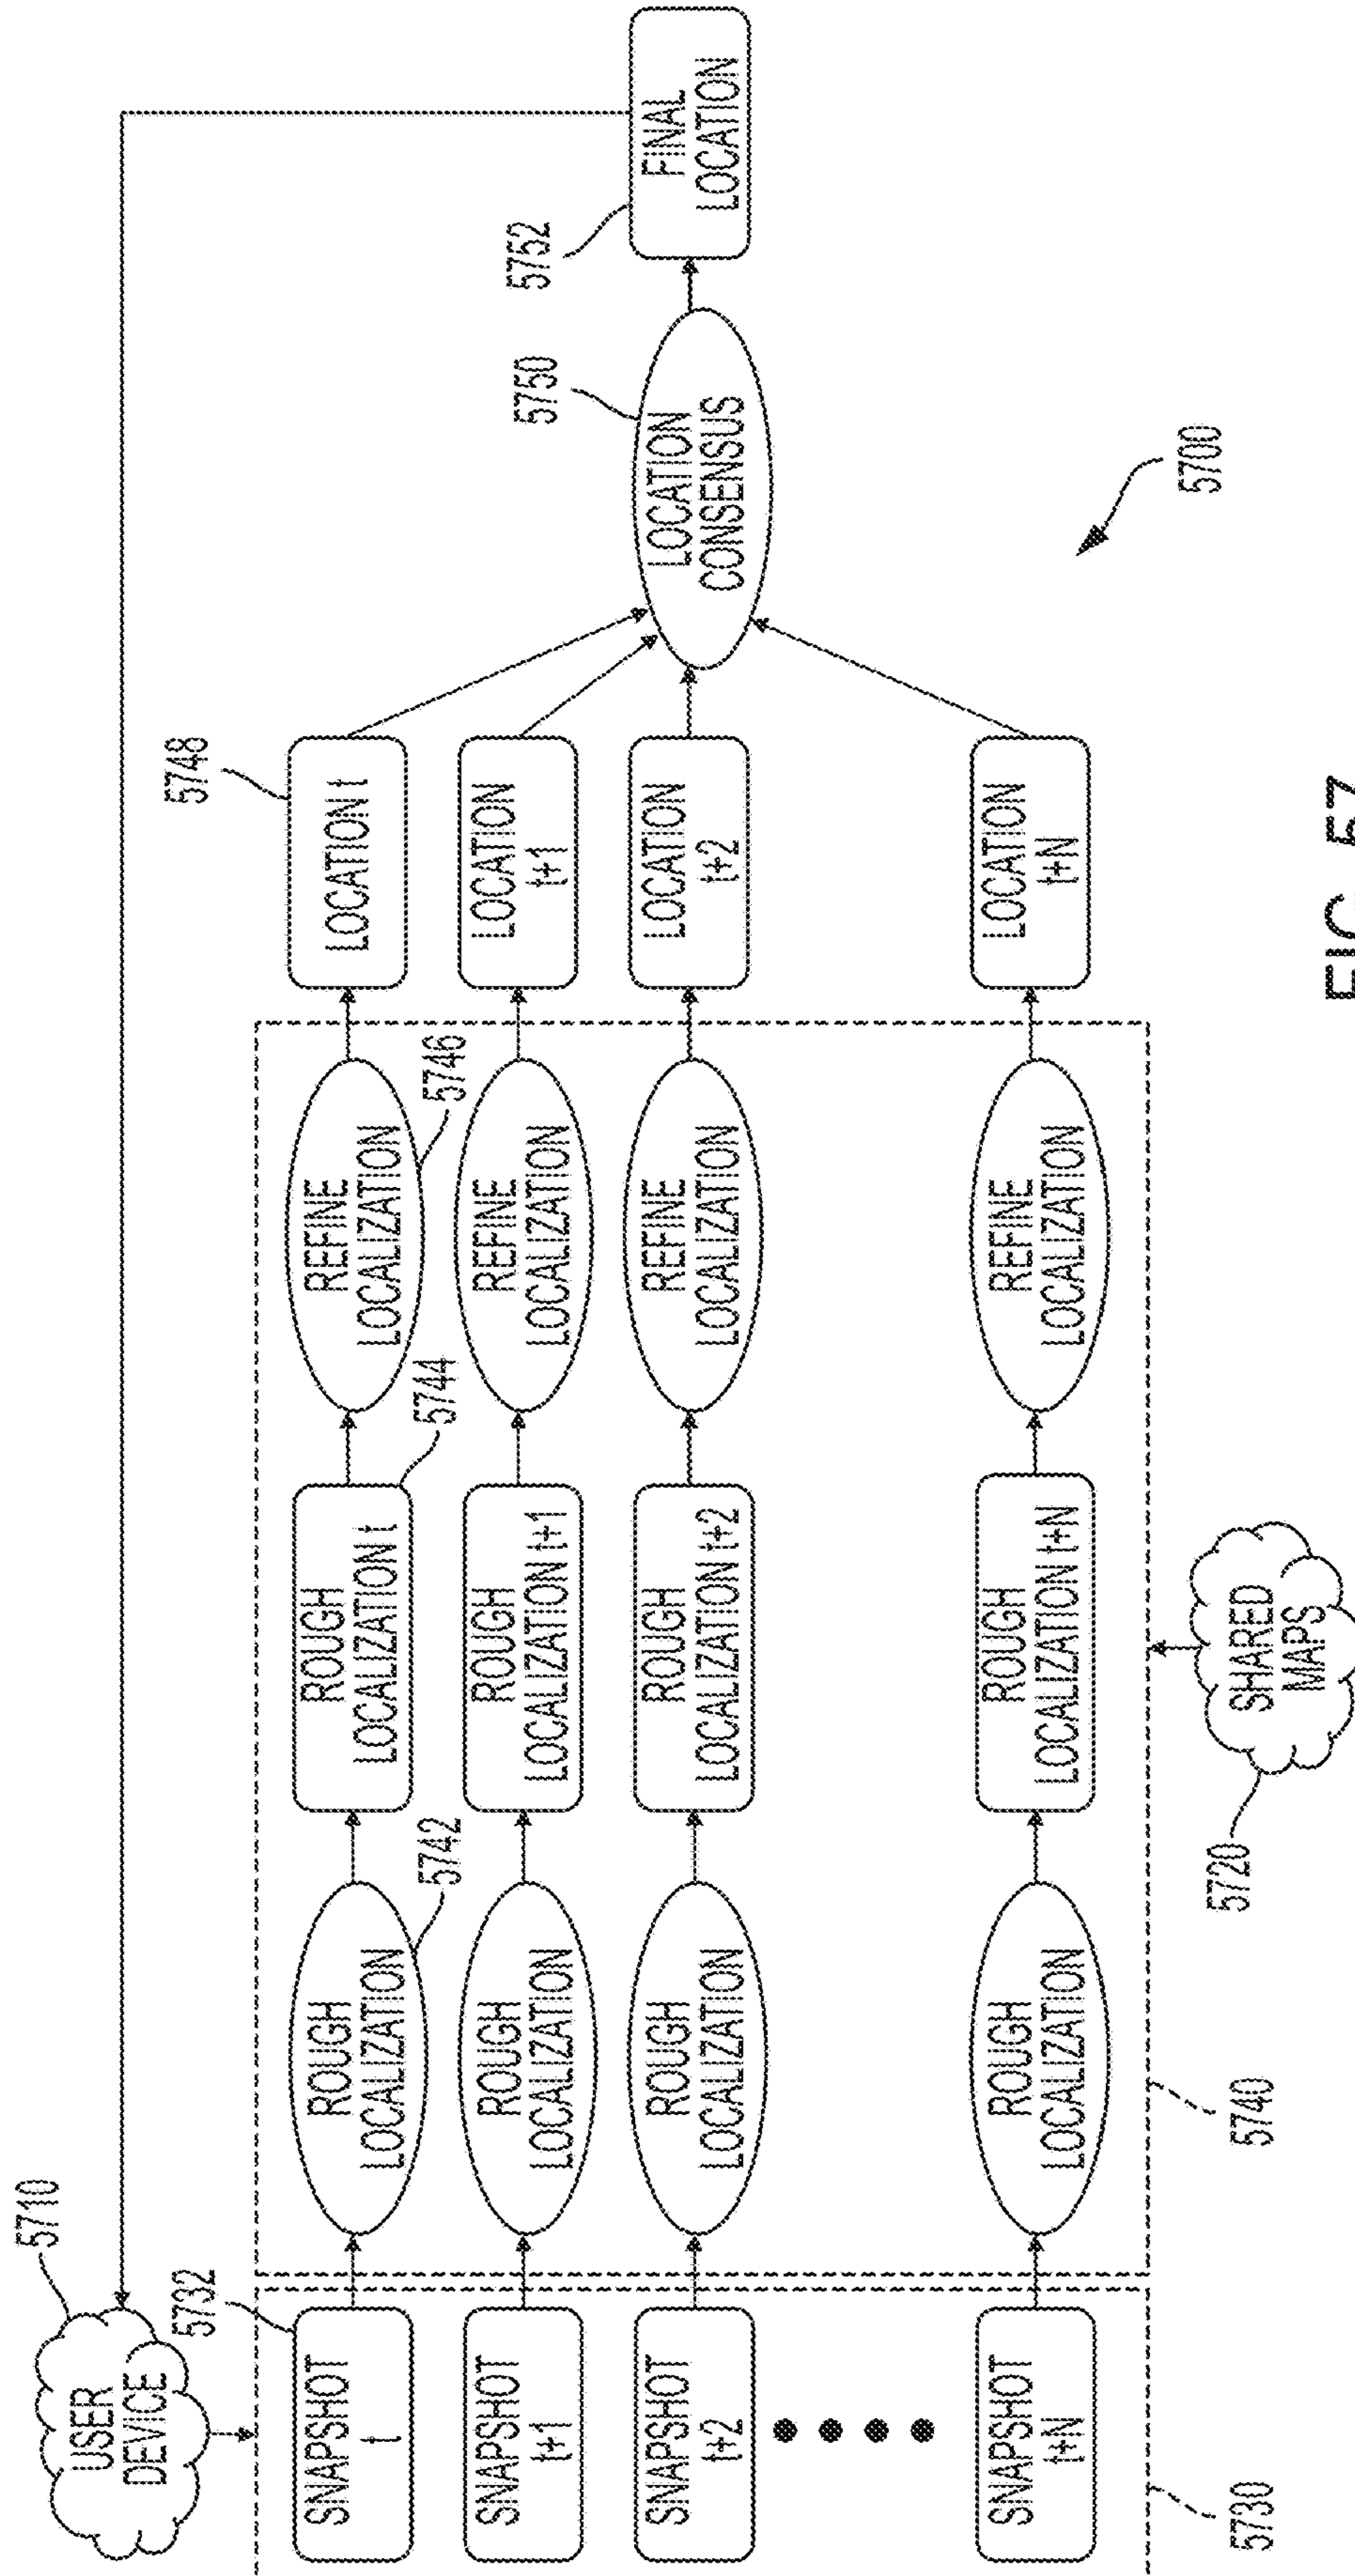 5710
USER
DEVICE
5732
SNAPSHOT
t
ROUGH
LOCALIZATION
5742
ROUGH
LOCALIZATION t
5744
REFINE
LOCALIZATION
5746
LOCATION t
5748
SNAPSHOT
t+1
ROUGH
LOCALIZATION
ROUGH
LOCALIZATION t+1
REFINE
LOCALIZATION
LOCATION
t+1
SNAPSHOT
t+2
ROUGH
LOCALIZATION
ROUGH
LOCALIZATION t+2
REFINE
LOCALIZATION
LOCATION
t+2
SNAPSHOT
t+N
ROUGH
LOCALIZATION
ROUGH
LOCALIZATION t+N
REFINE
LOCALIZATION
LOCATION
t+N
5750
LOCATION
CONSENSUS
5752
FINAL
LOCATION
5730
5740
5720
SHARED
MAPS
5700
FIG. 57